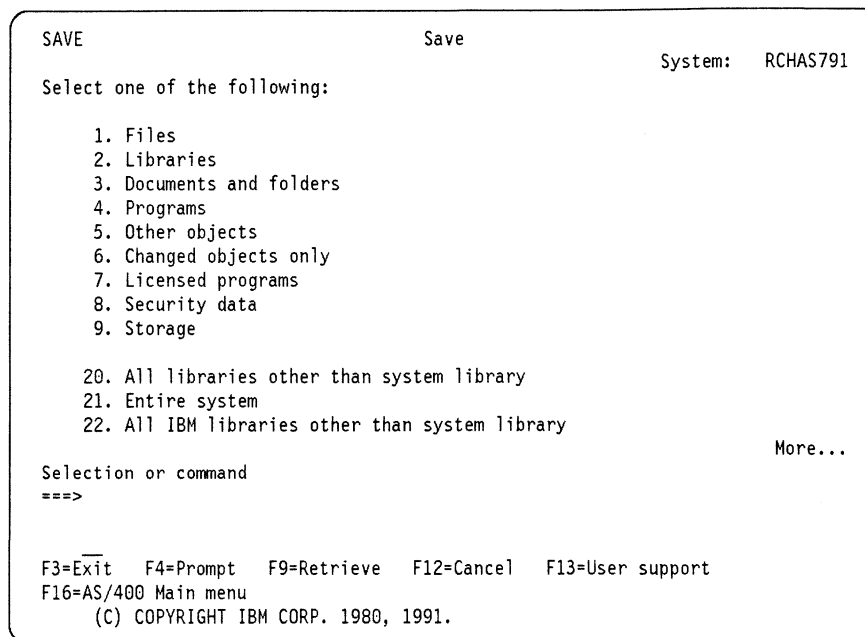 SAVE Save
System: RCHAS791
Select one of the following:
1. Files
2. Libraries
3. Documents and folders
4. Programs
5. Other objects
6. Changed objects only
7. Licensed programs
8. Security data
9. Storage
20. All libraries other than system library
21. Entire system
22. All IBM libraries other than system library
More...
Selection or command
===>
F3=Exit F4=Prompt F9=Retrieve F12=Cancel F13=User support
F16=AS/400 Main menu
(C) COPYRIGHT IBM CORP. 1980, 1991.